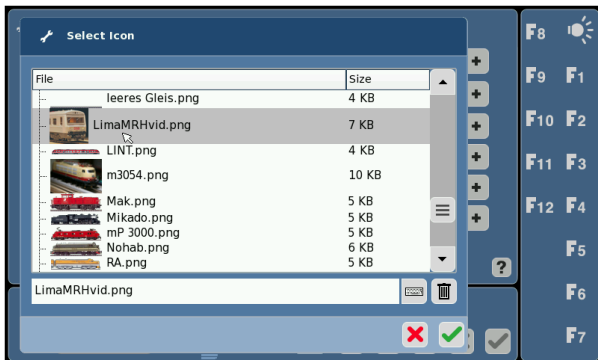 Select Icon
File Size
leeres Gleis.png 4 KB
LimaMRHvid.png 7 KB
LINT.png 4 KB
m3054.png 10 KB
Mak.png 5 KB
Mikado.png 5 KB
mP 3000.png 5 KB
Nohab.png 6 KB
RA.png 5 KB
LimaMRHvid.png
?
F8
F9 F1
F10 F2
F11 F3
F12 F4
F5
F6
F7